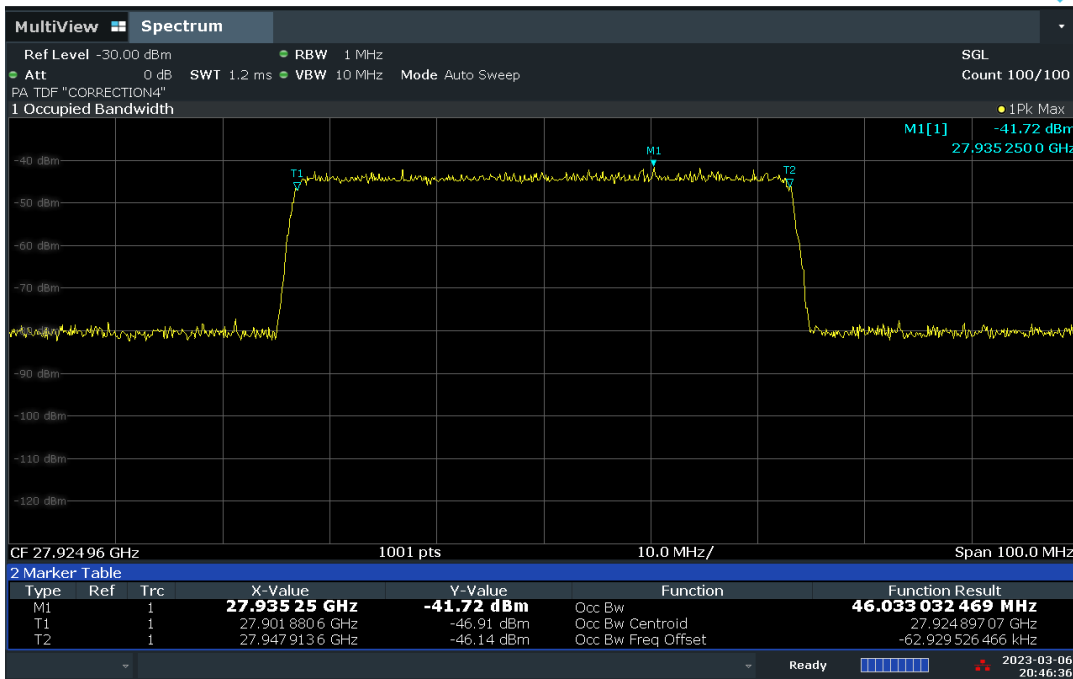 MultiView Spectrum
Ref Level -30.00 dBm RBW 1 MHz SGL
Att 0 dB SWT 1.2 ms VBW 10 MHz Mode Auto Sweep Count 100/100
PA TDF "CORRECTION4"
1 Occupied Bandwidth 1Pk Max
M1[1] -41.72 dBm
27.935 250 0 GHz
M1
-40 dBm
T1 T2
-50 dBm
-60 dBm
-70 dBm
-90 dBm
-100 dBm
-110 dBm
-120 dBm
CF 27.924 96 GHz 1001 pts 10.0 MHz/ Span 100.0 MHz
2 Marker Table
Type Ref Trc X-Value Y-Value Function Function Result
M1 1 27.935 25 GHz -41.72 dBm Occ Bw 46.033 032 469 MHz
T1 1 27.901 880 6 GHz -46.91 dBm Occ Bw Centroid 27.924 897 07 GHz
T2 1 27.947 913 6 GHz -46.14 dBm Occ Bw Freq Offset -62.929 526 466 kHz
Ready 2023-03-06
20:46:36